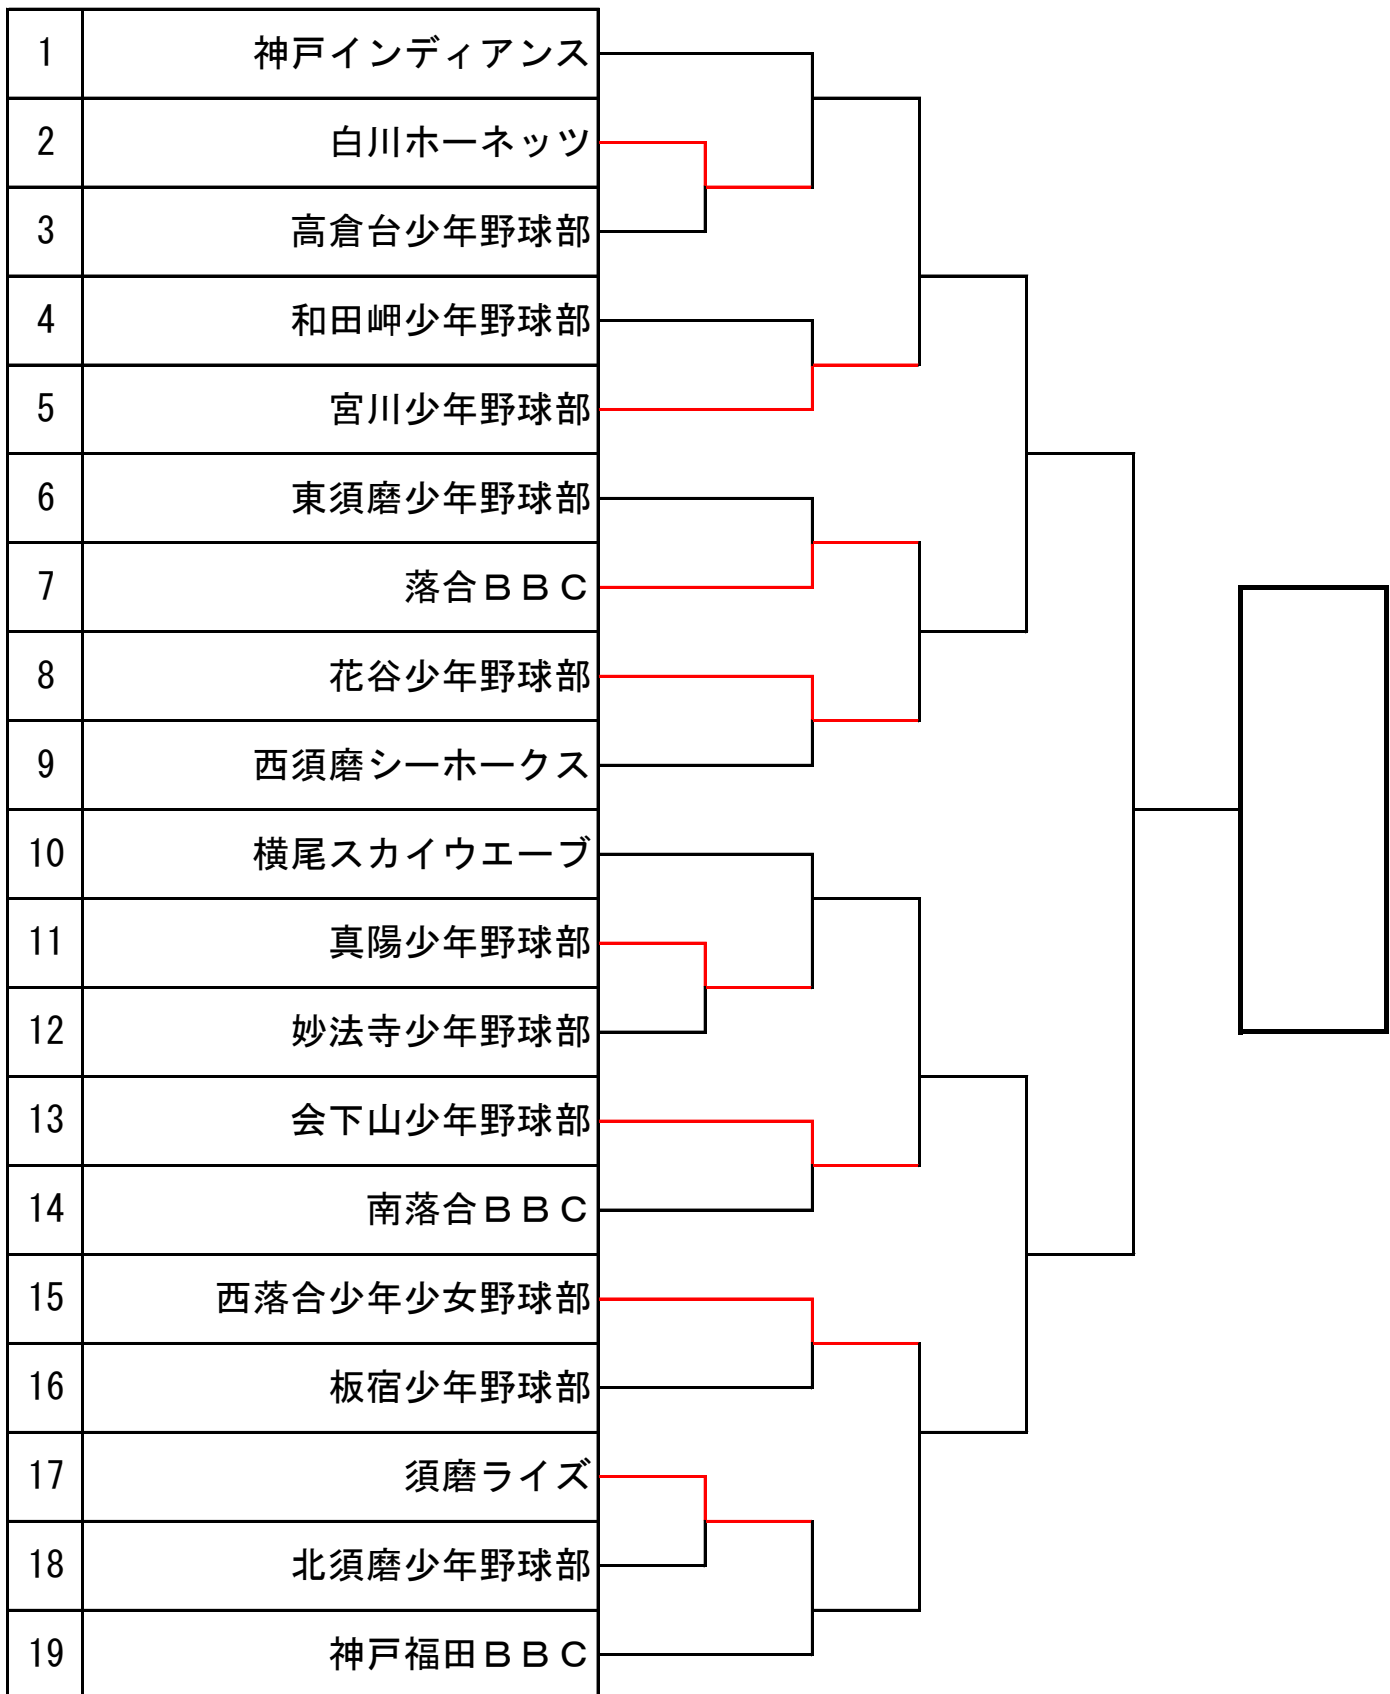 1 神戸インディアンス
2 白川ホーネッツ
3 高倉台少年野球部
4 和田岬少年野球部
5 宮川少年野球部
6 東須磨少年野球部
7 落合ＢＢＣ
8 花谷少年野球部
9 西須磨シーホークス
10 横尾スカイウエーブ
11 真陽少年野球部
12 妙法寺少年野球部
13 会下山少年野球部
14 南落合ＢＢＣ
15 西落合少年少女野球部
16 板宿少年野球部
17 須磨ライズ
18 北須磨少年野球部
19 神戸福田ＢＢＣ